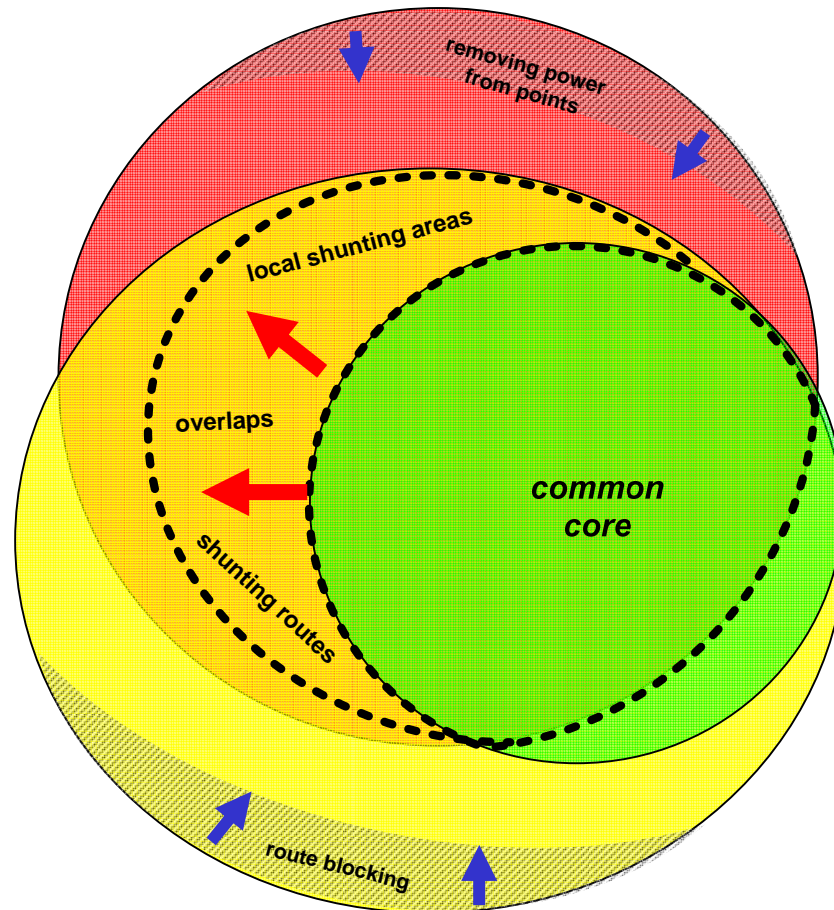 removing power
from points
local shunting areas
overlaps
common
core
shunting routes
route blocking